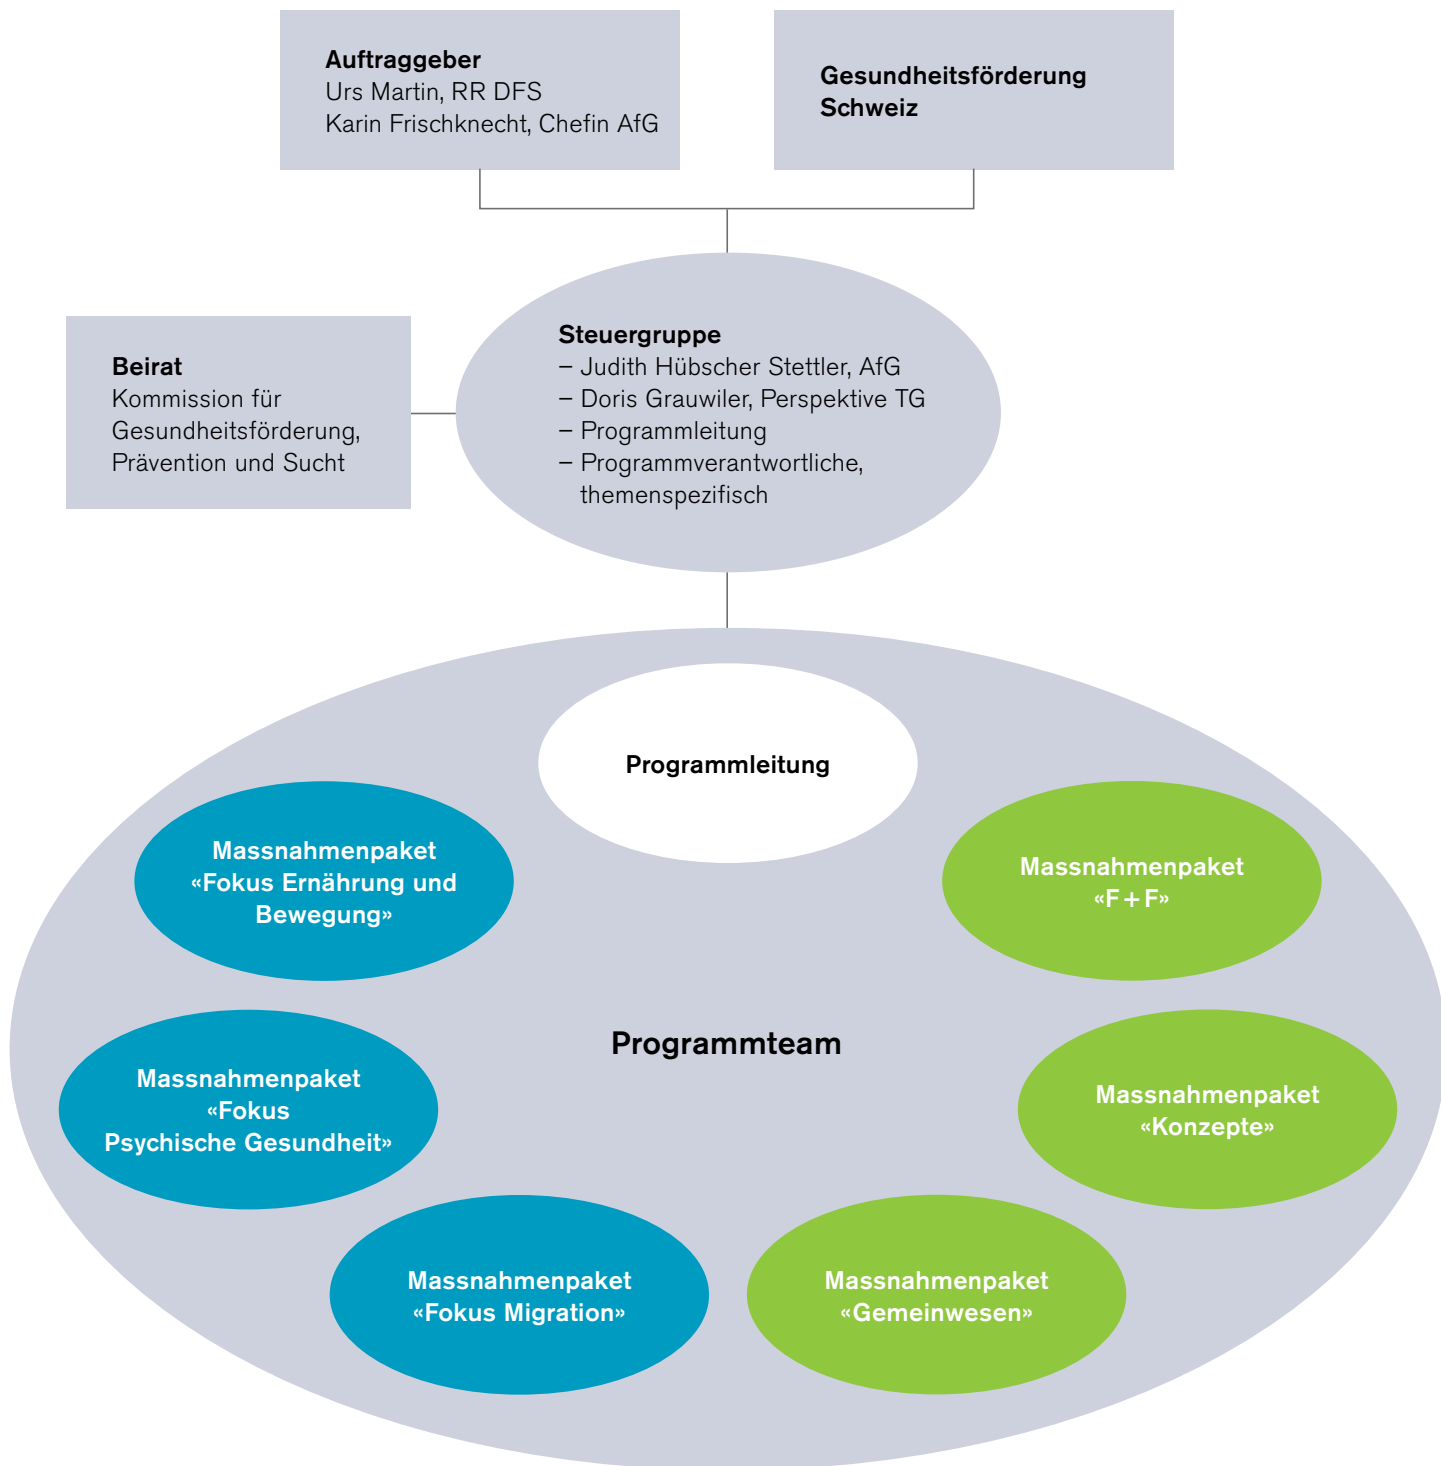 Auftraggeber
Urs Martin, RR DFS
Karin Frischknecht, Chefin AfG
Gesundheitsförderung
Schweiz
Beirat
Kommission für
Gesundheitsförderung,
Prävention und Sucht
Steuergruppe
– Judith Hübscher Stettler, AfG
– Doris Grauwiler, Perspektive TG
– Programmleitung
– Programmverantwortliche,
themenspezifisch
Programmleitung
Massnahmenpaket
«Fokus Ernährung und
Bewegung»
Massnahmenpaket
«F+F»
Programmteam
Massnahmenpaket
«Fokus
Psychische Gesundheit»
Massnahmenpaket
«Konzepte»
Massnahmenpaket
«Fokus Migration»
Massnahmenpaket
«Gemeinwesen»